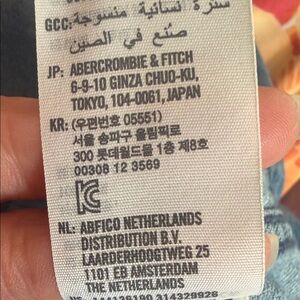 GCC: سترة نسائية منسوجة
صنع في الصين
JP: ABERCROMBIE & FITCH
6-9-10 GINZA CHUO-KU,
TOKYO, 104-0061, JAPAN
KR: (우편번호 05551)
서울 송파구 올림픽로
300 롯데월드몰 1층 제8호
00308 12 3569
NL: ABFICO NETHERLANDS
DISTRIBUTION B.V.
LAARDERHOOGTWEG 25
1101 EB AMSTERDAM
THE NETHERLANDS